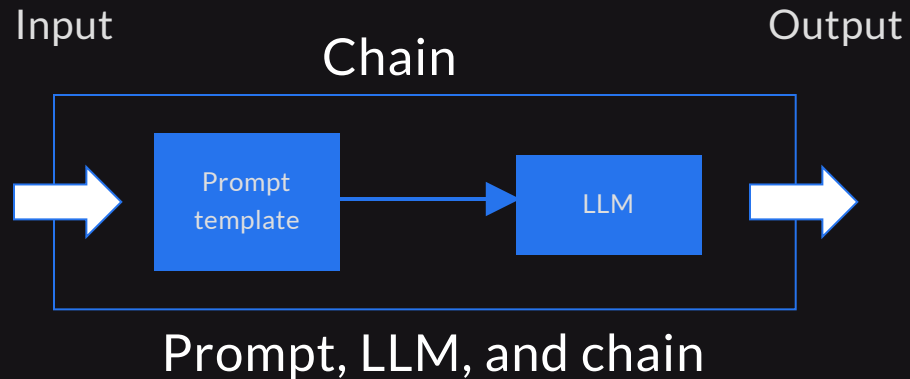 Input
Output
Chain
Prompt
template
LLM
Prompt, LLM, and chain